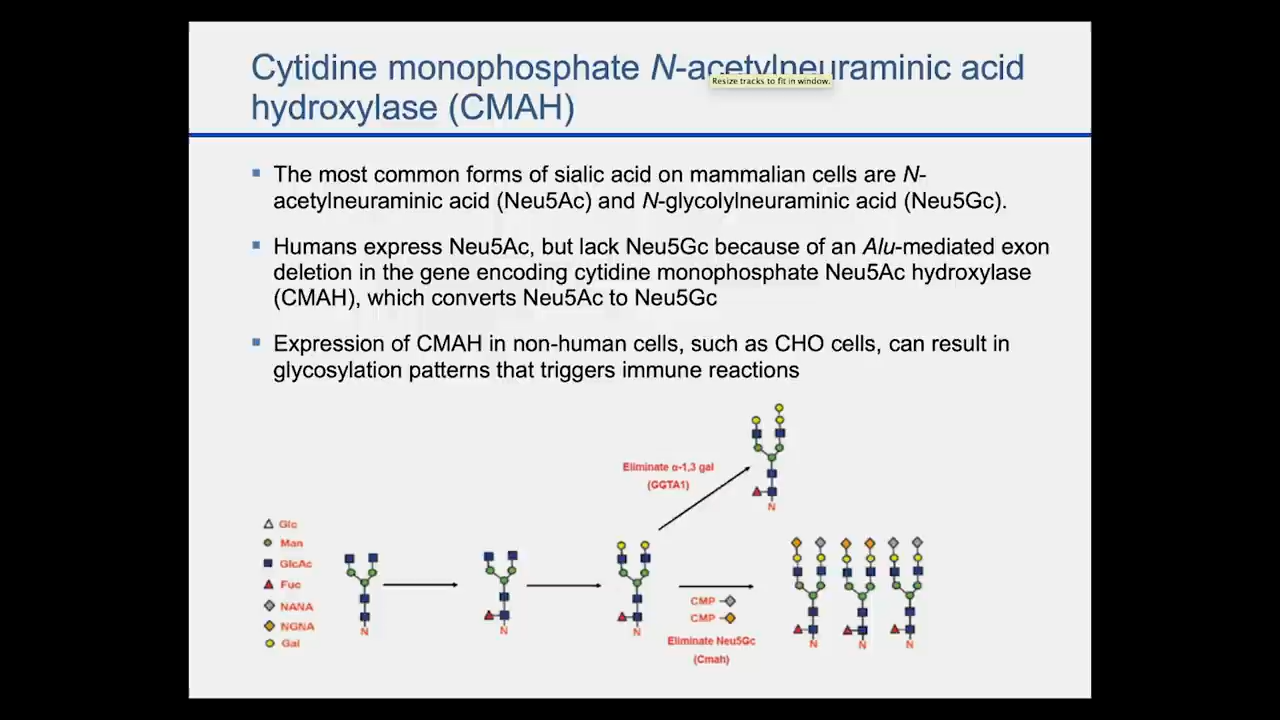 Cytidine monophosphate N-acetylneuraminic acid
Resize tracks to fit in window.
hydroxylase (CMAH)
The most common forms of sialic acid on mammalian cells are N-
acetylneuraminic acid (Neu5Ac) and N-glycolylneuraminic acid (Neu5Gc).
Humans express Neu5Ac, but lack Neu5Gc because of an Alu-mediated exon
deletion in the gene encoding cytidine monophosphate Neu5Ac hydroxylase
(CMAH), which converts Neu5Ac to Neu5Gc
Expression of CMAH in non-human cells, such as CHO cells, can result in
glycosylation patterns that triggers immune reactions
Eliminate α-1,3 gal
(GGTA1)
N
Glc
Man
GlcAc
Fuc
NANA
NGNA
Gal
N
N
N
CMP
CMP
Eliminate Neu5Gc
(Cmah)
N
N
N